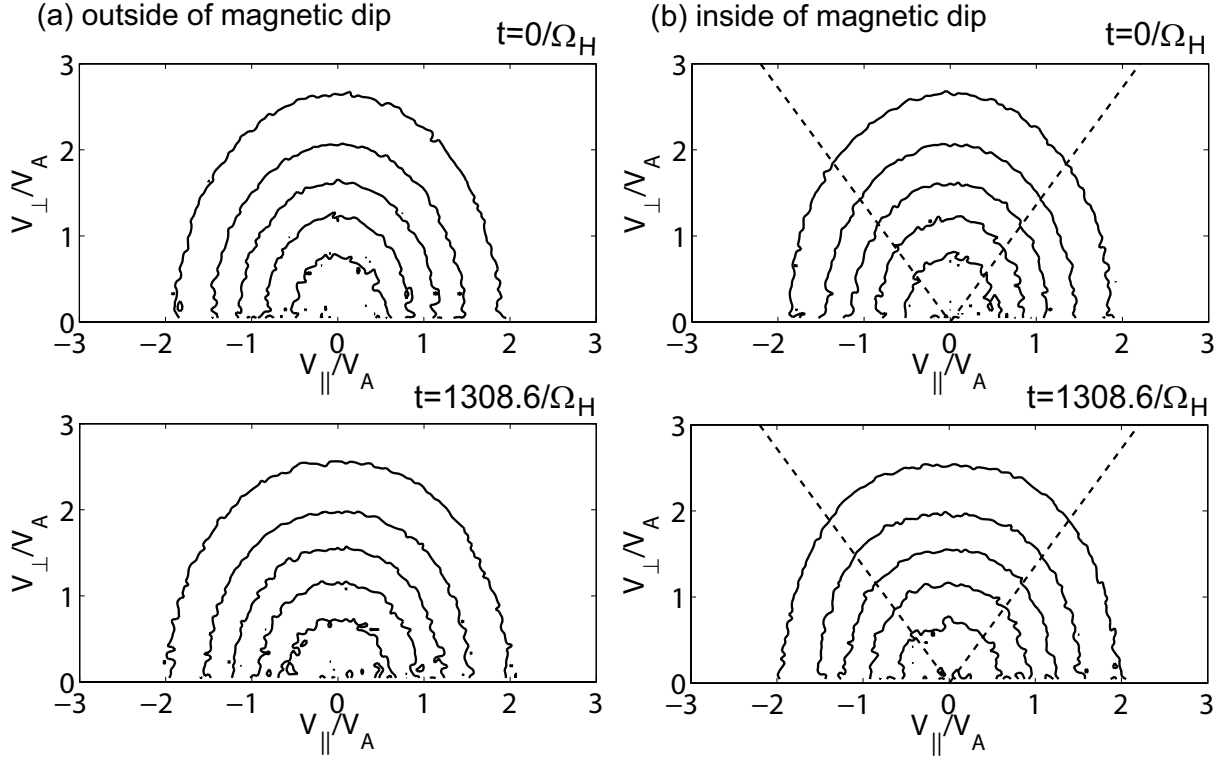 (a) outside of magnetic dip
t=0/Ω_H
3
2
1
0
V_⊥/V_A
−3 −2 −1 0 1 2 3
V_||/V_A
(b) inside of magnetic dip
t=0/Ω_H
3
2
1
0
V_⊥/V_A
−3 −2 −1 0 1 2 3
V_||/V_A
t=1308.6/Ω_H
3
2
1
0
V_⊥/V_A
−3 −2 −1 0 1 2 3
V_||/V_A
t=1308.6/Ω_H
3
2
1
0
V_⊥/V_A
−3 −2 −1 0 1 2 3
V_||/V_A